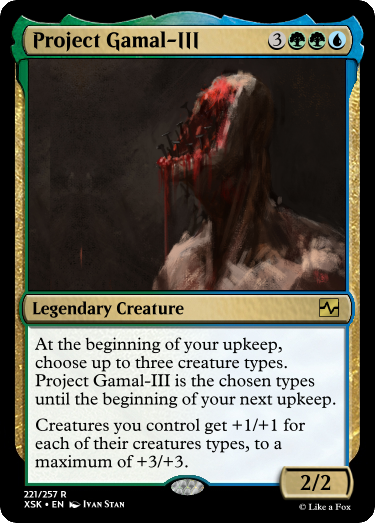 Project Gamal-III 3
Legendary Creature
At the beginning of your upkeep,
choose up to three creature types.
Project Gamal-III is the chosen types
until the beginning of your next upkeep.
Creatures you control get +1/+1 for
each of their creatures types, to a
maximum of +3/+3.
2/2
221/257 R
XSK • EN Ivan Stan
© Like a Fox